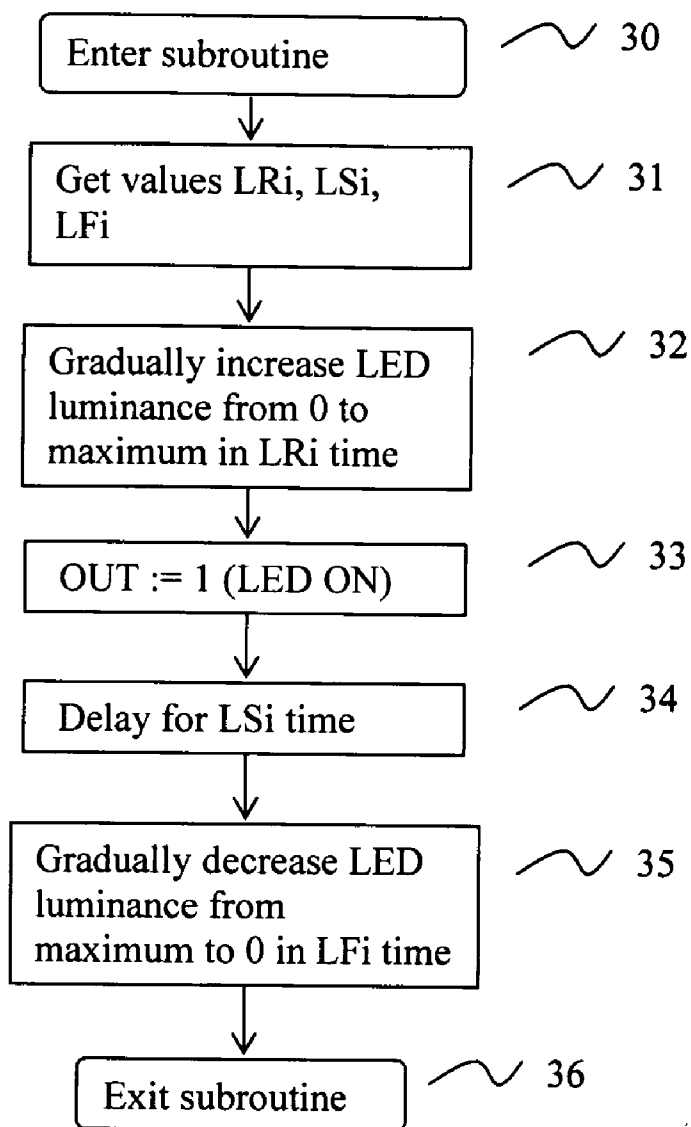 Enter subroutine
30
Get values LRi, LSi,
LFi
31
Gradually increase LED
luminance from 0 to
maximum in LRi time
32
OUT := 1 (LED ON)
33
Delay for LSi time
34
Gradually decrease LED
luminance from
maximum to 0 in LFi time
35
Exit subroutine
36